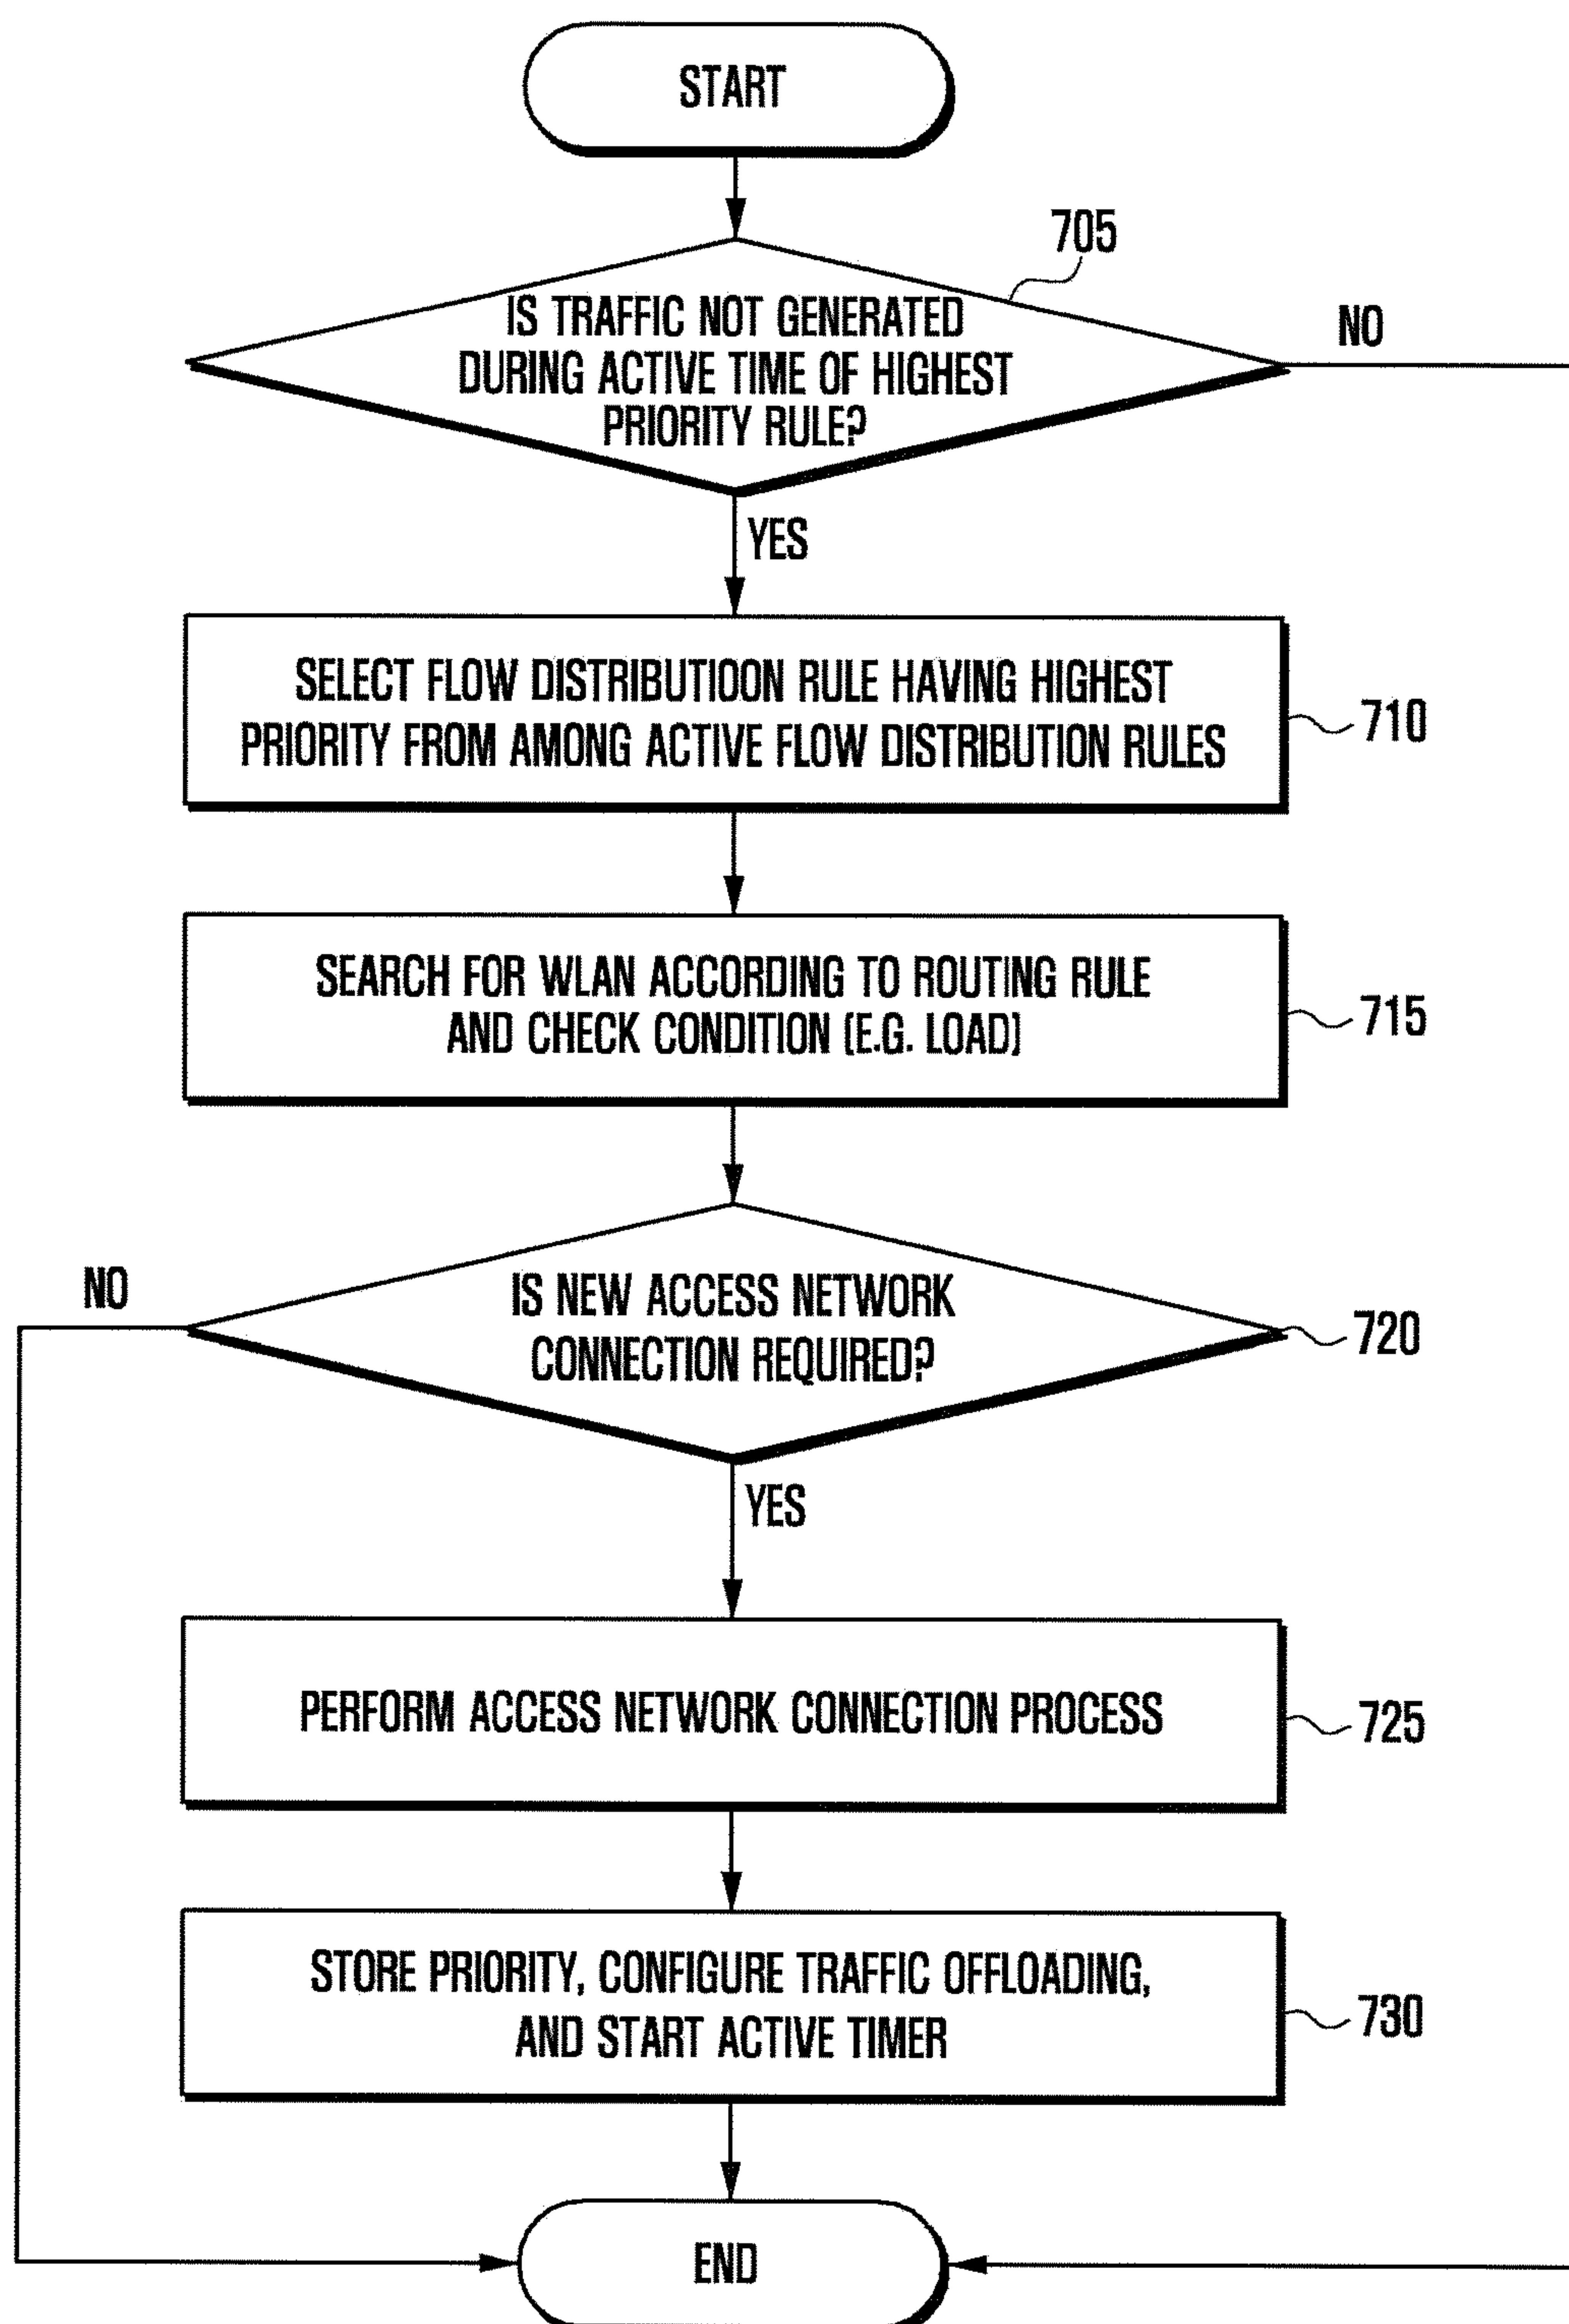 START
705
IS TRAFFIC NOT GENERATED
DURING ACTIVE TIME OF HIGHEST
PRIORITY RULE?
NO
YES
SELECT FLOW DISTRIBUTIOON RULE HAVING HIGHEST
PRIORITY FROM AMONG ACTIVE FLOW DISTRIBUTION RULES
710
SEARCH FOR WLAN ACCORDING TO ROUTING RULE
AND CHECK CONDITION (E.G. LOAD)
715
NO
IS NEW ACCESS NETWORK
CONNECTION REQUIRED?
720
YES
PERFORM ACCESS NETWORK CONNECTION PROCESS
725
STORE PRIORITY, CONFIGURE TRAFFIC OFFLOADING,
AND START ACTIVE TIMER
730
END